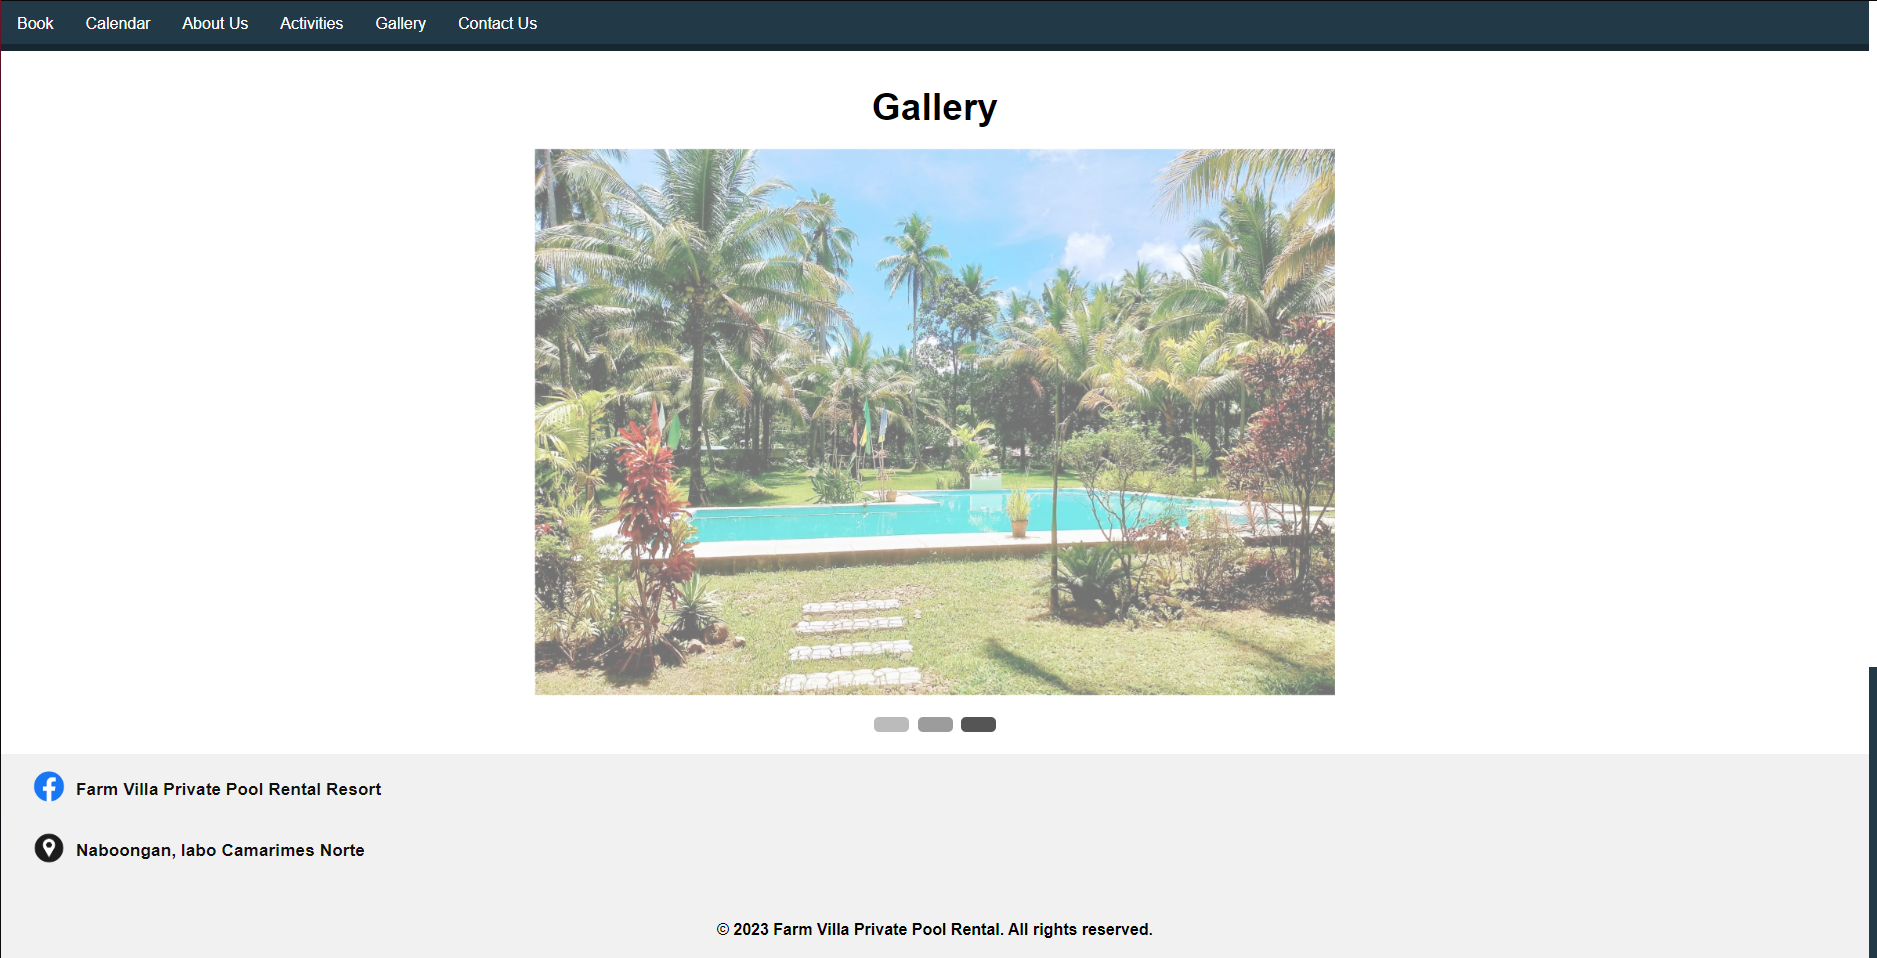 Book Calendar About Us Activities Gallery Contact Us
Gallery
Farm Villa Private Pool Rental Resort
Naboongan, labo Camarimes Norte
© 2023 Farm Villa Private Pool Rental. All rights reserved.